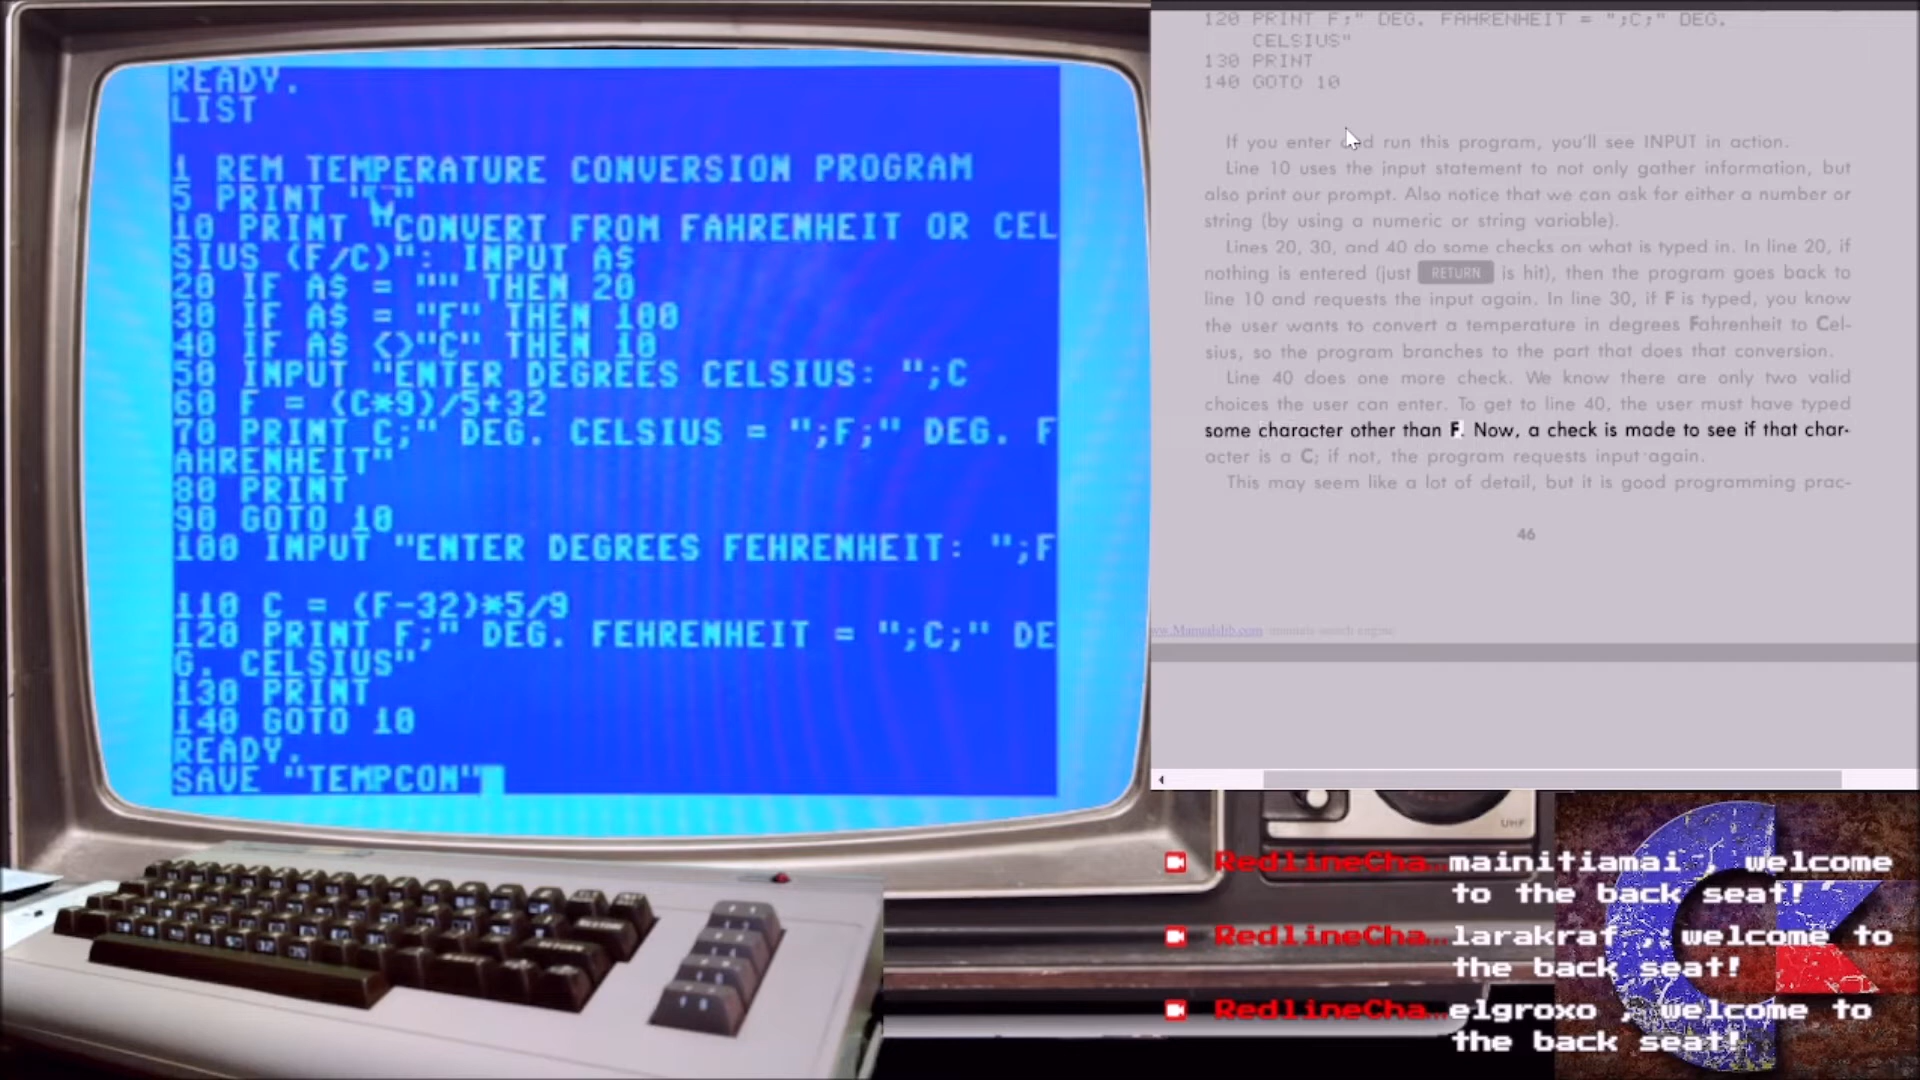 READY.
LIST
1 REM TEMPERATURE CONVERSION PROGRAM
5 PRINT "
10 PRINT "CONVERT FROM FAHRENHEIT OR CEL
SIUS (F/C)": INPUT A$
20 IF A$ = "" THEN 20
30 IF A$ = "F" THEN 100
40 IF A$ <>"C" THEN 10
50 INPUT "ENTER DEGREES CELSIUS: ";C
60 F = (C*9)/5+32
70 PRINT C;" DEG. CELSIUS = ";F;" DEG. F
AHRENHEIT"
80 PRINT
90 GOTO 10
100 INPUT "ENTER DEGREES FEHRENHEIT: ";F
110 C = (F-32)*5/9
120 PRINT F;" DEG. FEHRENHEIT = ";C;" DE
G. CELSIUS"
130 PRINT
140 GOTO 10
READY.
SAVE "TEMPCON"
120 PRINT F;" DEG. FAHRENHEIT = ";C;" DEG.
CELSIUS"
130 PRINT
140 GOTO 10
If you enter and run this program, you'll see INPUT in action.
Line 10 uses the input statement to not only gather information, but
also print our prompt. Also notice that we can ask for either a number or
string (by using a numeric or string variable).
Lines 20, 30, and 40 do some checks on what is typed in. In line 20, if
nothing is entered (just RETURN is hit), then the program goes back to
line 10 and requests the input again. In line 30, if F is typed, you know
the user wants to convert a temperature in degrees Fahrenheit to Cel-
sius, so the program branches to the part that does that conversion.
Line 40 does one more check. We know there are only two valid
choices the user can enter. To get to line 40, the user must have typed
some character other than F. Now, a check is made to see if that char-
acter is a C; if not, the program requests input again.
This may seem like a lot of detail, but it is good programming prac-
46
manuals search engine
UHF
RedlineCha... mainitiamai , welcome
to the back seat!
RedlineCha... larakraf , welcome to
the back seat!
RedlineCha... elgroxo , welcome to
the back seat!